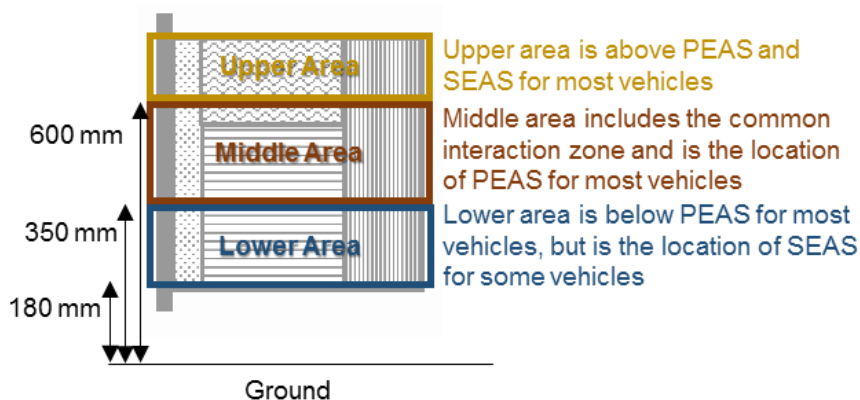 Upper Area
Upper area is above PEAS and
SEAS for most vehicles
600 mm
Middle Area
Middle area includes the common
interaction zone and is the location
of PEAS for most vehicles
350 mm
Lower Area
Lower area is below PEAS for most
vehicles, but is the location of SEAS
for some vehicles
180 mm
Ground